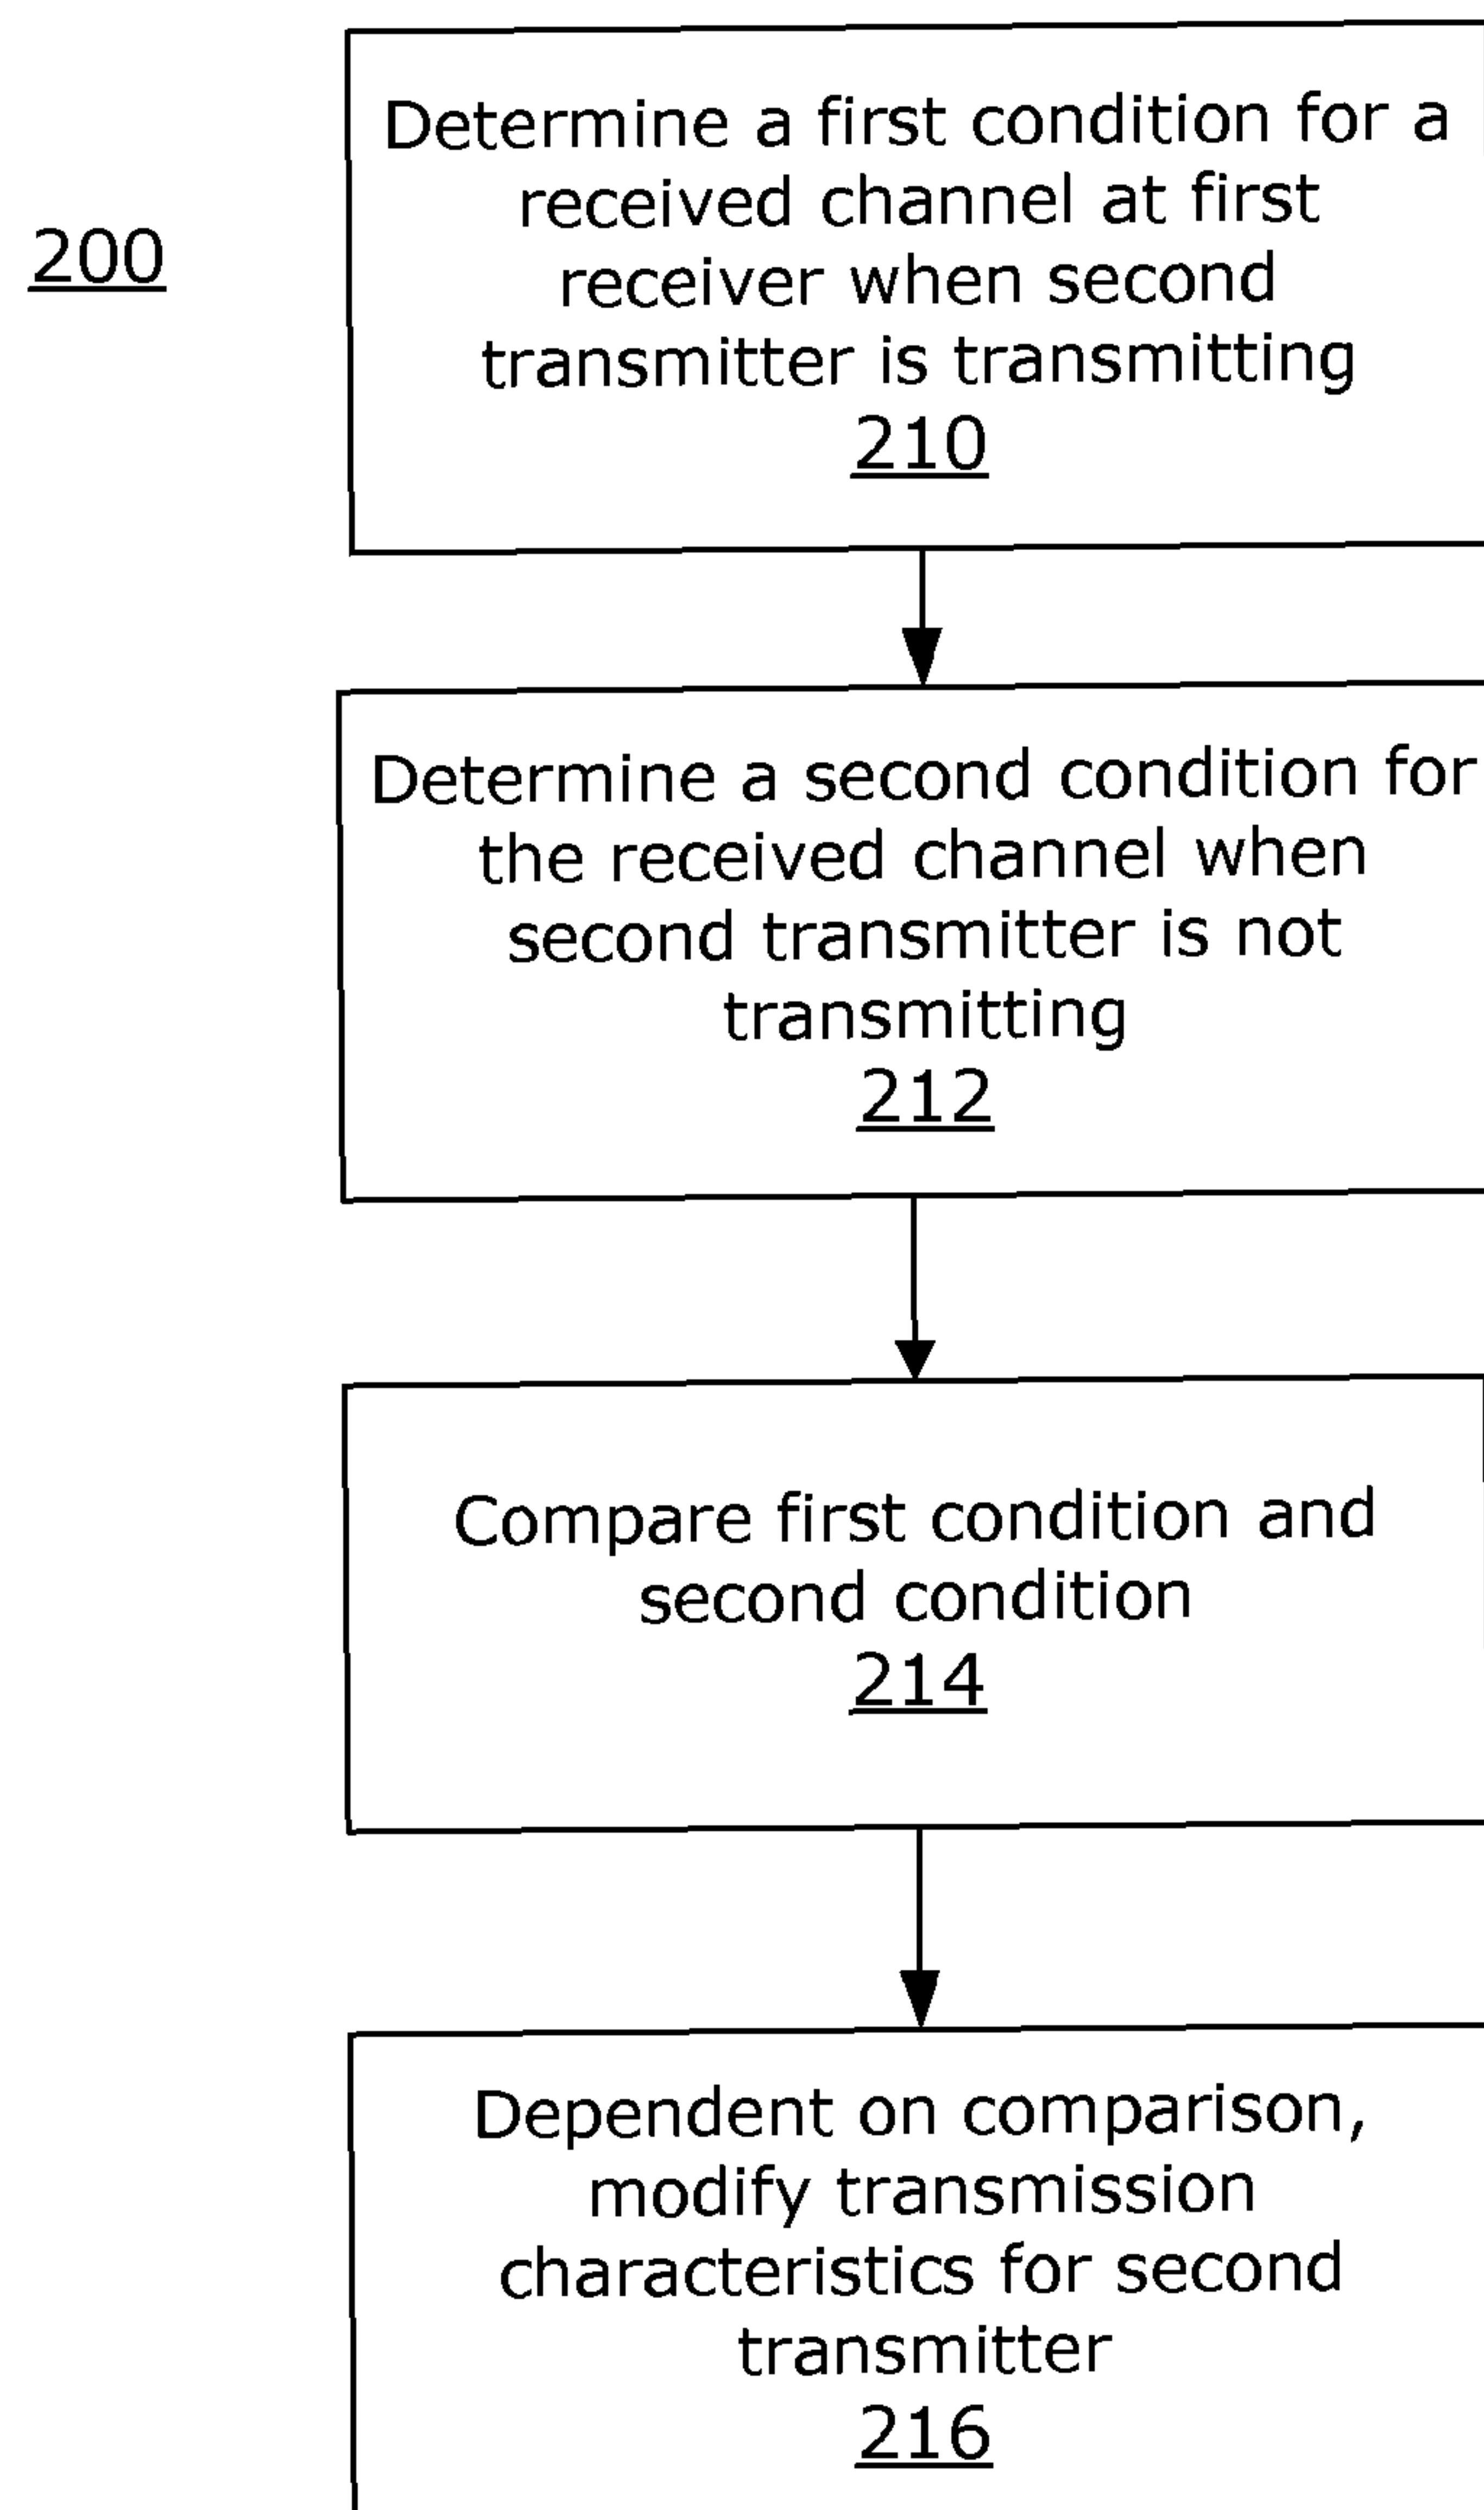 200
Determine a first condition for a
received channel at first
receiver when second
transmitter is transmitting
210
Determine a second condition for
the received channel when
second transmitter is not
transmitting
212
Compare first condition and
second condition
214
Dependent on comparison,
modify transmission
characteristics for second
transmitter
216